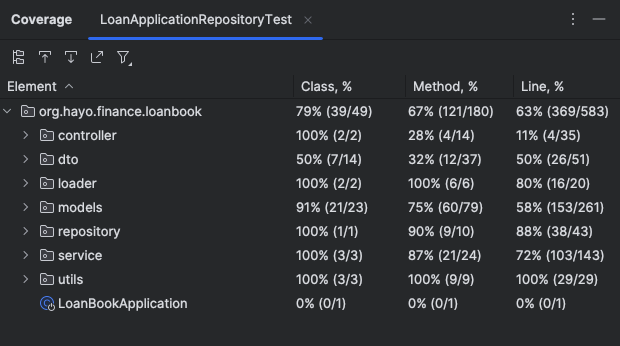 Coverage LoanApplicationRepositoryTest
Element Class, % Method, % Line, %
org.hayo.finance.loanbook 79% (39/49) 67% (121/180) 63% (369/583)
controller 100% (2/2) 28% (4/14) 11% (4/35)
dto 50% (7/14) 32% (12/37) 50% (26/51)
loader 100% (2/2) 100% (6/6) 80% (16/20)
models 91% (21/23) 75% (60/79) 58% (153/261)
repository 100% (1/1) 90% (9/10) 88% (38/43)
service 100% (3/3) 87% (21/24) 72% (103/143)
utils 100% (3/3) 100% (9/9) 100% (29/29)
LoanBookApplication 0% (0/1) 0% (0/1) 0% (0/1)